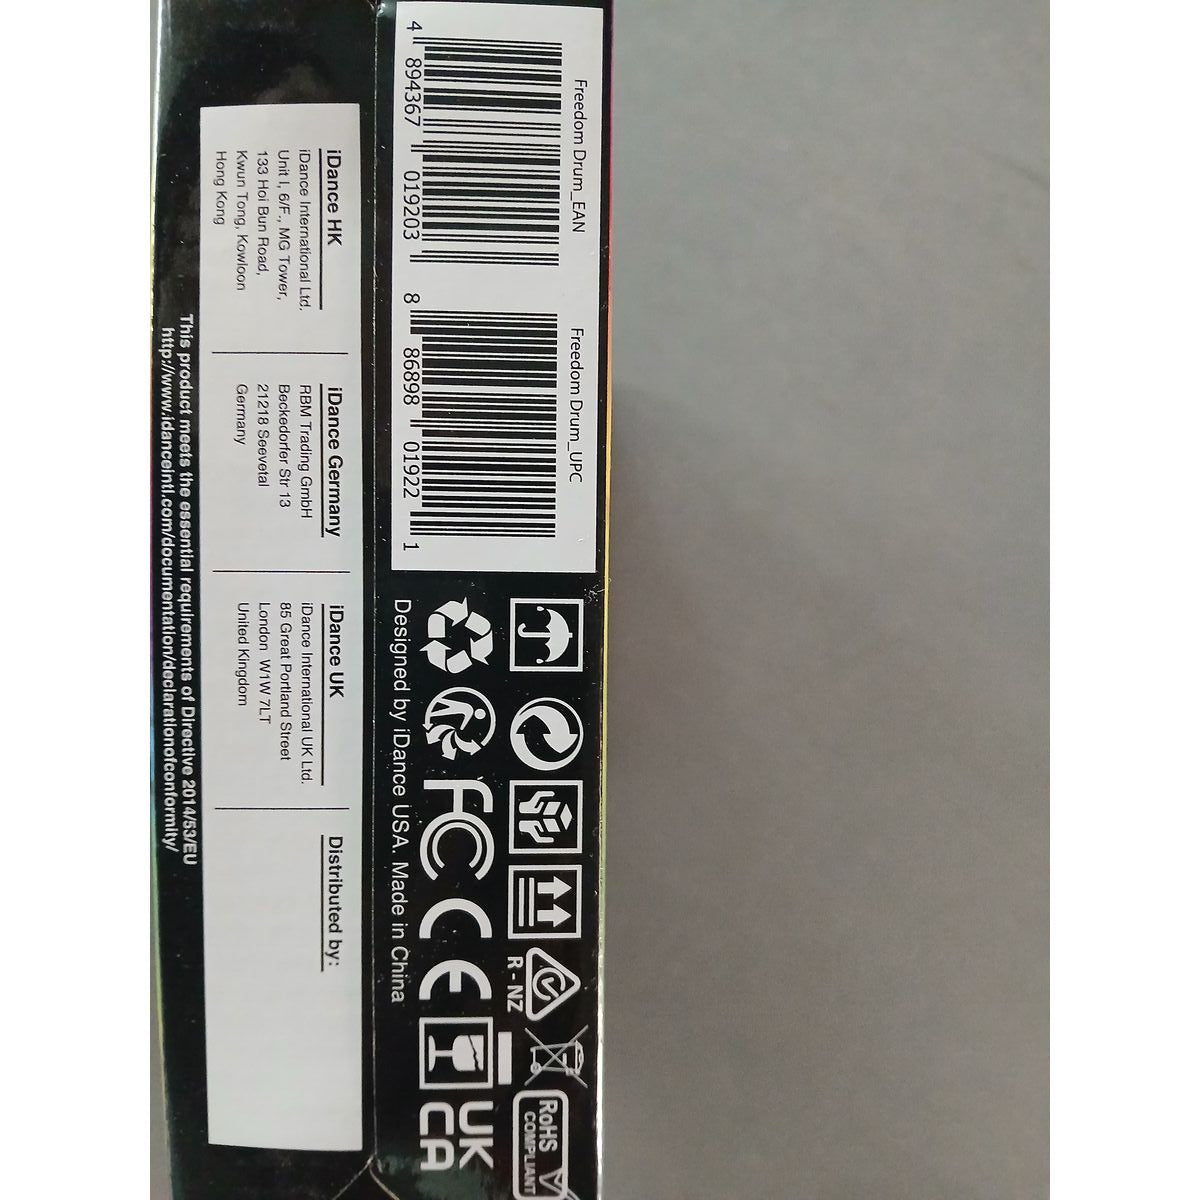 Freedom Drum_EAN
4 894367 019203
Freedom Drum_UPC
8 86898 01922 1
R-NZ
RoHS
COMPLIANT
FC CE UK
CA
Designed by iDance USA. Made in China
iDance HK
iDance International Ltd.
Unit I, 6/F., MG Tower,
133 Hoi Bun Road,
Kwun Tong, Kowloon
Hong Kong
iDance Germany
RBM Trading GmbH
Beckedorfer Str 13
21218 Seevetal
Germany
iDance UK
iDance International UK Ltd.
85 Great Portland Street
London W1W 7LT
United Kingdom
Distributed by:
This product meets the essential requirements of Directive 2014/53/EU
http://www.idanceintl.com/documentation/declarationofconformity/